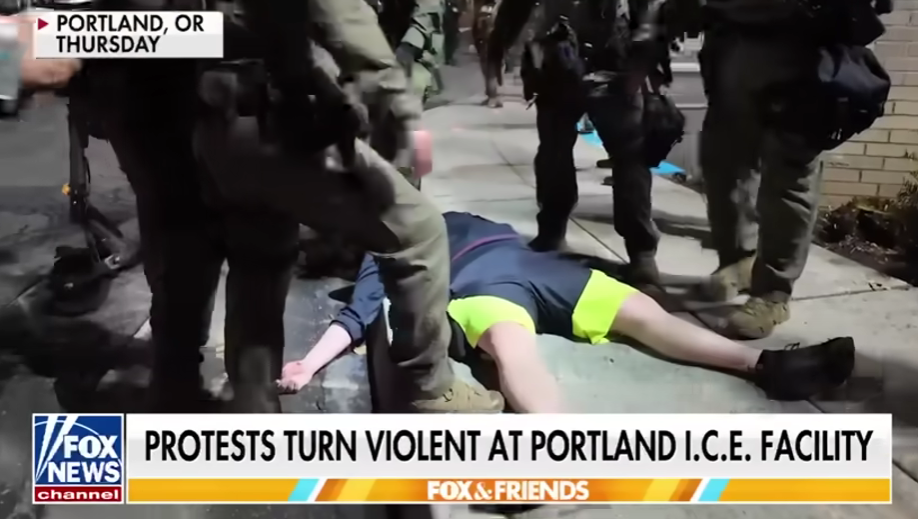 PORTLAND, OR
THURSDAY
FOX
NEWS
channel
PROTESTS TURN VIOLENT AT PORTLAND I.C.E. FACILITY
FOX&FRIENDS